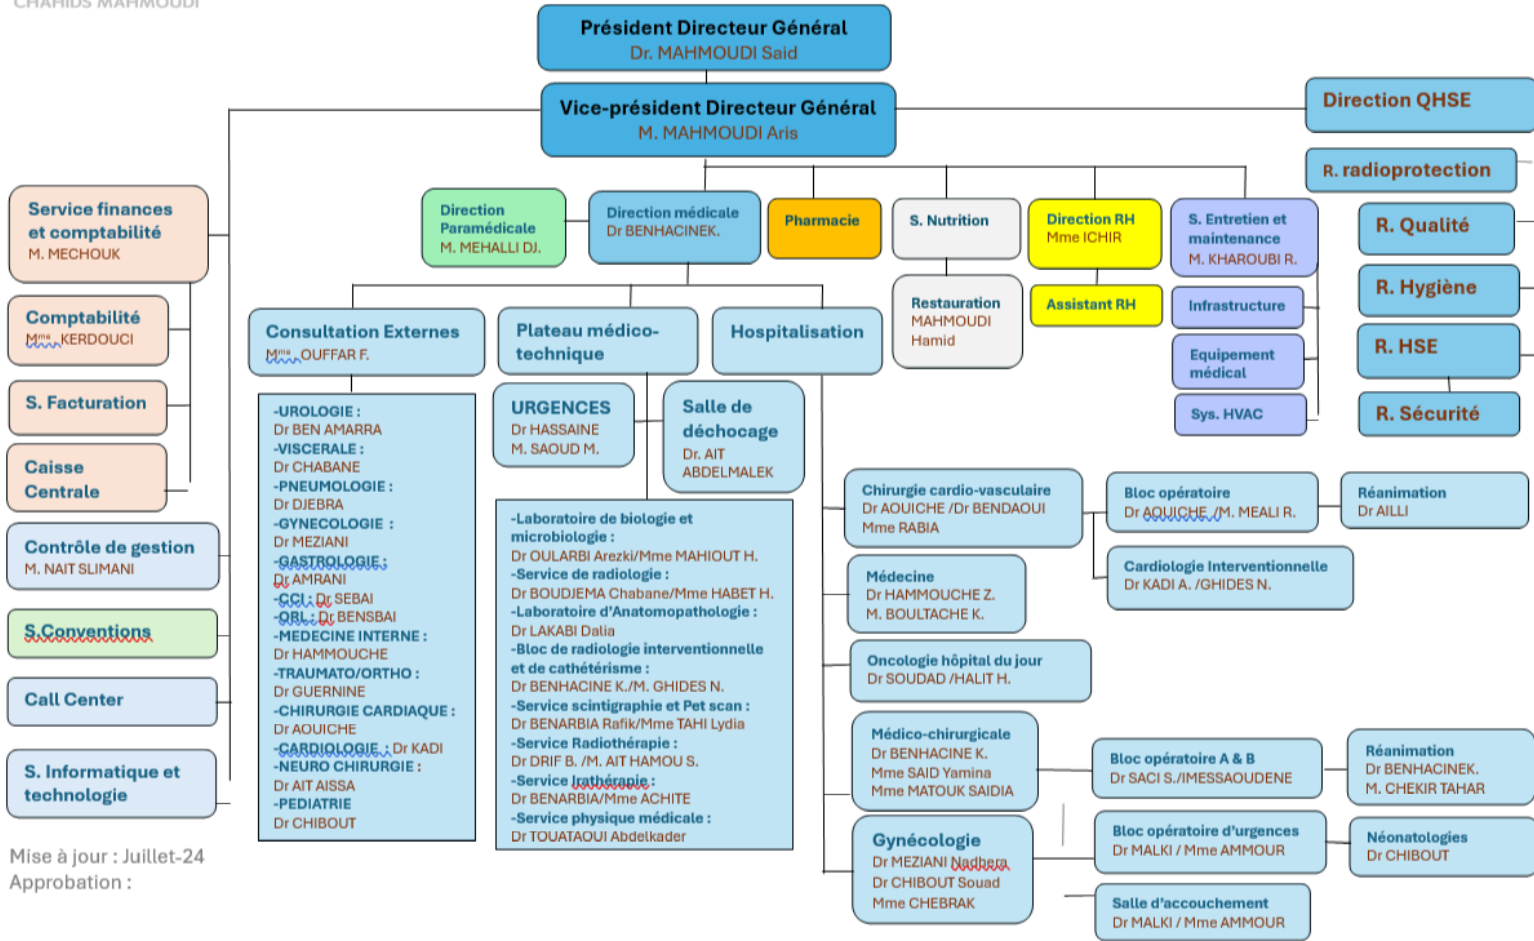 CHAHIDS MAHMOUDI
Président Directeur Général
Dr. MAHMOUDI Said
Vice-président Directeur Général
M. MAHMOUDI Aris
Direction QHSE
R. radioprotection
R. Qualité
R. Hygiène
R. HSE
R. Sécurité
Service finances
et comptabilité
M. MECHOUK
Comptabilité
Mme KERDOUCI
S. Facturation
Caisse
Centrale
Contrôle de gestion
M. NAIT SLIMANI
S.Conventions
Call Center
S. Informatique et
technologie
Direction
Paramédicale
M. MEHALLI DJ.
Direction médicale
Dr BENHACINEK.
Pharmacie
S. Nutrition
Restauration
MAHMOUDI
Hamid
Direction RH
Mme ICHIR
Assistant RH
S. Entretien et
maintenance
M. KHAROUBI R.
Infrastructure
Equipement
médical
Sys. HVAC
Consultation Externes
Mme OUFFAR F.
-UROLOGIE :
Dr BEN AMARRA
-VISCERALE :
Dr CHABANE
-PNEUMOLOGIE :
Dr DJEBRA
-GYNECOLOGIE :
Dr MEZIANI
-GASTROLOGIE :
Dr AMRANI
-CCI : Dr SEBAI
-ORL : Dr BENSBAI
-MEDECINE INTERNE :
Dr HAMMOUCHE
-TRAUMATO/ORTHO :
Dr GUERNINE
-CHIRURGIE CARDIAQUE :
Dr AOUICHE
-CARDIOLOGIE : Dr KADI
-NEURO CHIRURGIE :
Dr AIT AISSA
-PEDIATRIE
Dr CHIBOUT
Plateau médico-
technique
URGENCES
Dr HASSAINE
M. SAOUD M.
Salle de
déchocage
Dr. AIT
ABDELMALEK
-Laboratoire de biologie et
microbiologie :
Dr OULARBI Arezki/Mme MAHIOUT H.
-Service de radiologie :
Dr BOUDJEMA Chabane/Mme HABET H.
-Laboratoire d'Anatomopathologie :
Dr LAKABI Dalia
-Bloc de radiologie interventionnelle
et de cathétérisme :
Dr BENHACINE K./M. GHIDES N.
-Service scintigraphie et Pet scan :
Dr BENARBIA Rafik/Mme TAHI Lydia
-Service Radiothérapie :
Dr DRIF B. /M. AIT HAMOU S.
-Service Irathérapie :
Dr BENARBIA/Mme ACHITE
-Service physique médicale :
Dr TOUATAOUI Abdelkader
Hospitalisation
Chirurgie cardio-vasculaire
Dr AOUICHE /Dr BENDAOUI
Mme RABIA
Bloc opératoire
Dr AOUICHE /M. MEALI R.
Réanimation
Dr AILLI
Cardiologie Interventionnelle
Dr KADI A. /GHIDES N.
Médecine
Dr HAMMOUCHE Z.
M. BOULTACHE K.
Oncologie hôpital du jour
Dr SOUDAD /HALIT H.
Médico-chirurgicale
Dr BENHACINE K.
Mme SAID Yamina
Mme MATOUK SAIDIA
Bloc opératoire A & B
Dr SACI S./IMESSAOUDENE
Réanimation
Dr BENHACINEK.
M. CHEKIR TAHAR
Gynécologie
Dr MEZIANI Nadhera
Dr CHIBOUT Souad
Mme CHEBRAK
Bloc opératoire d'urgences
Dr MALKI / Mme AMMOUR
Néonatologies
Dr CHIBOUT
Salle d'accouchement
Dr MALKI / Mme AMMOUR
Mise à jour : Juillet-24
Approbation :